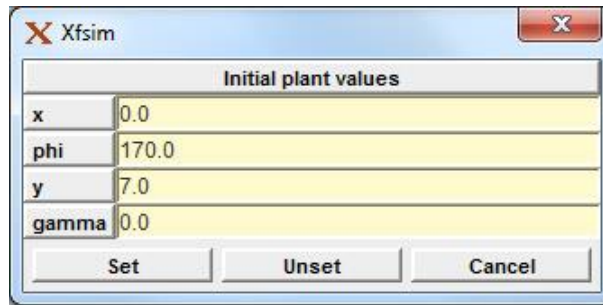 Xfsim
Initial plant values
x 0.0
phi 170.0
y 7.0
gamma 0.0
Set Unset Cancel